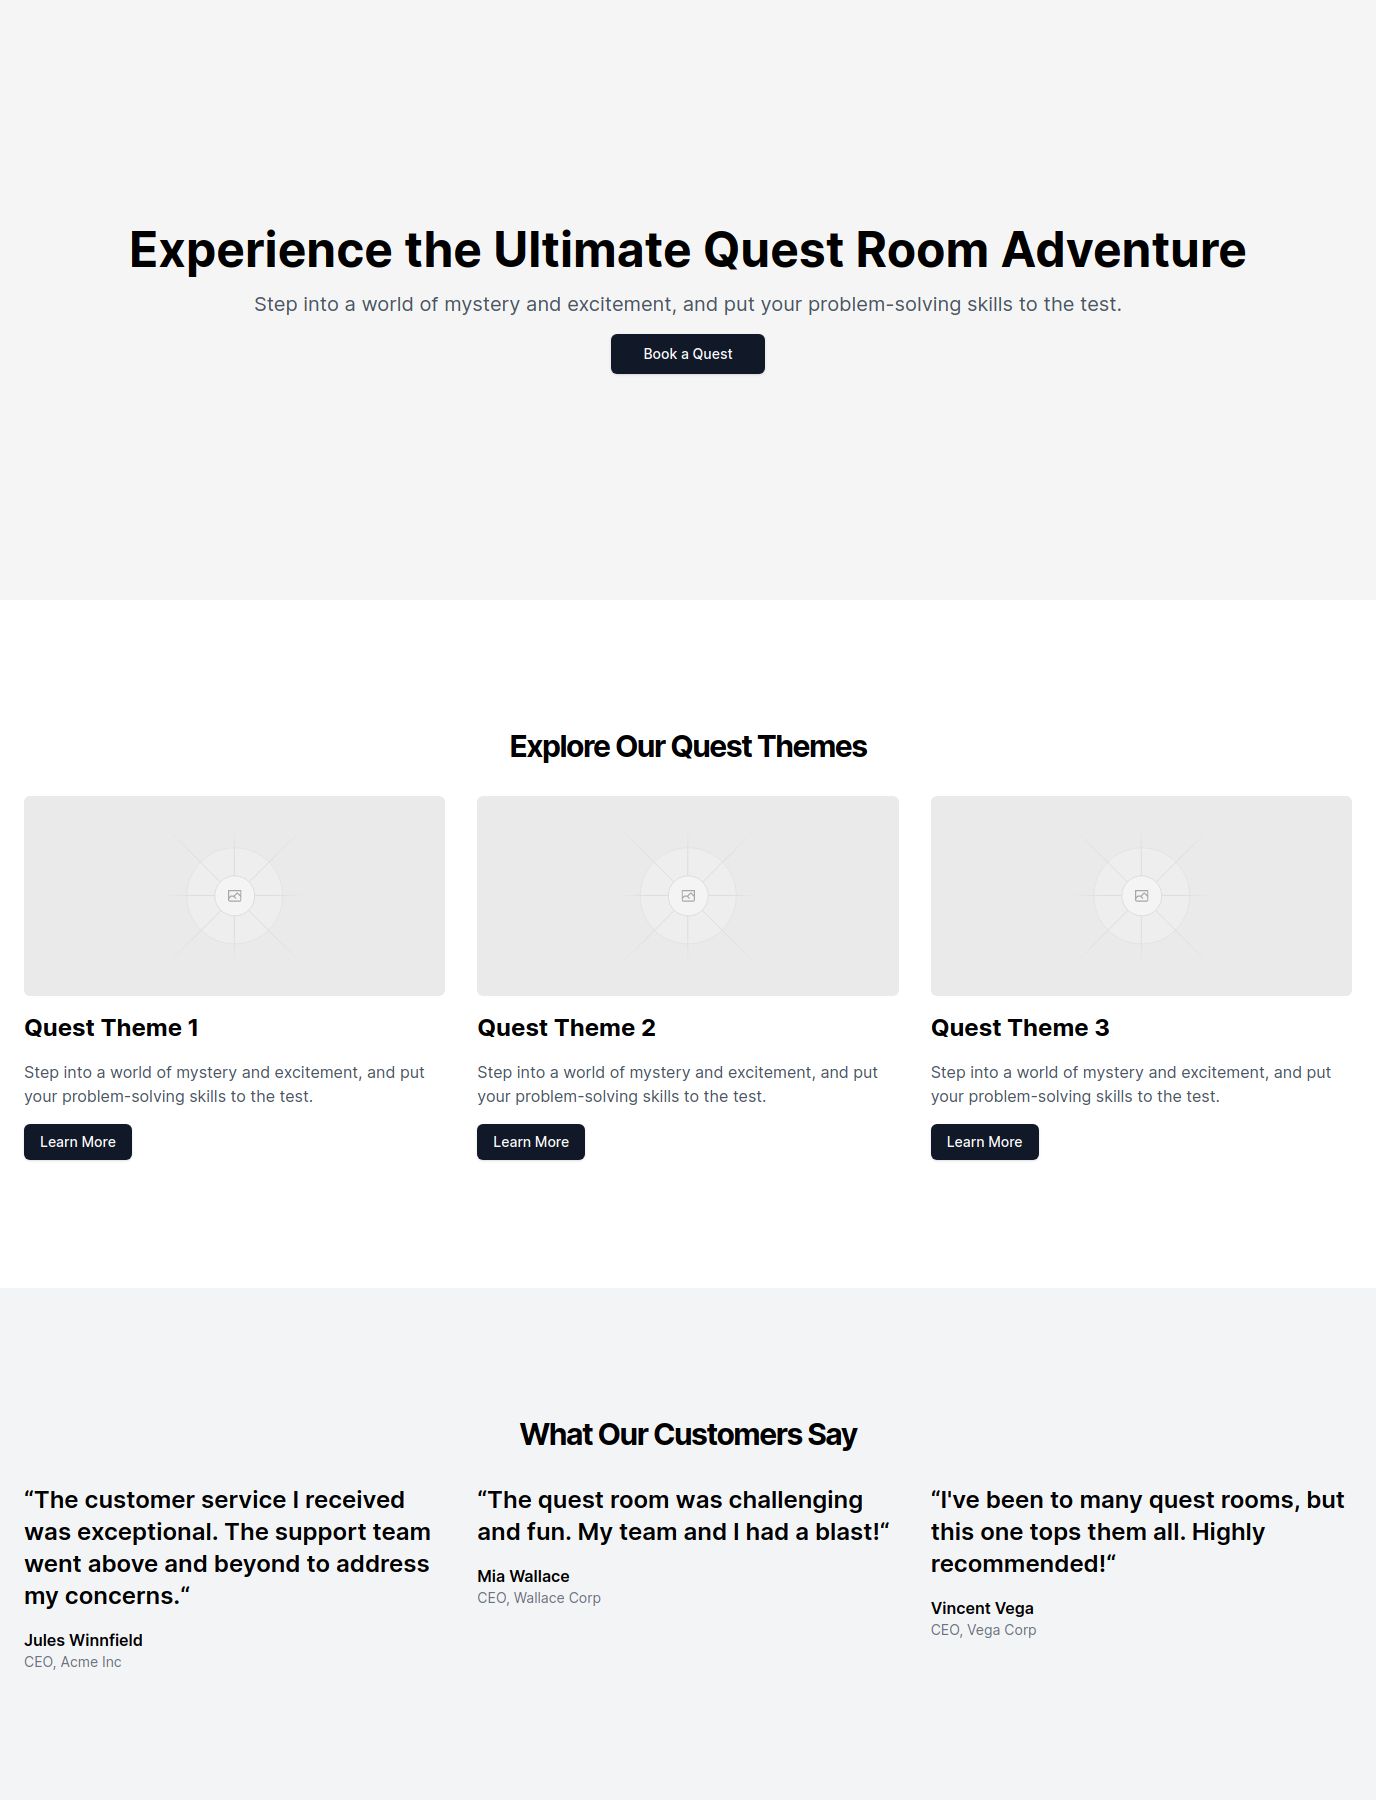 Experience the Ultimate Quest Room Adventure
Step into a world of mystery and excitement, and put your problem-solving skills to the test.
Book a Quest
Explore Our Quest Themes
Quest Theme 1
Step into a world of mystery and excitement, and put
your problem-solving skills to the test.
Learn More
Quest Theme 2
Step into a world of mystery and excitement, and put
your problem-solving skills to the test.
Learn More
Quest Theme 3
Step into a world of mystery and excitement, and put
your problem-solving skills to the test.
Learn More
What Our Customers Say
“The customer service I received
was exceptional. The support team
went above and beyond to address
my concerns.“
Jules Winnfield
CEO, Acme Inc
“The quest room was challenging
and fun. My team and I had a blast!“
Mia Wallace
CEO, Wallace Corp
“I've been to many quest rooms, but
this one tops them all. Highly
recommended!“
Vincent Vega
CEO, Vega Corp